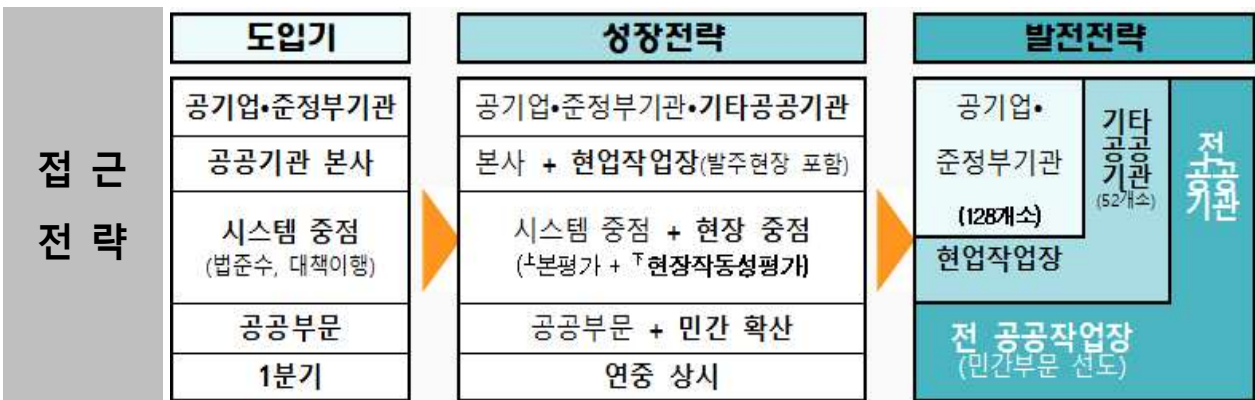 접 근
전 략
도입기
공기업•준정부기관
공공기관 본사
시스템 중점
(법준수, 대책이행)
공공부문
1분기
성장전략
공기업•준정부기관•기타공공기관
본사 + 현업작업장(발주현장 포함)
시스템 중점 + 현장 중점
(上본평가 + 下현장작동성평가)
공공부문 + 민간 확산
연중 상시
발전전략
공기업•
준정부기관
(128개소)
현업작업장
기타
공공
기관
(52개소)
전
공공
기관
전 공공작업장
(민간부문 선도)